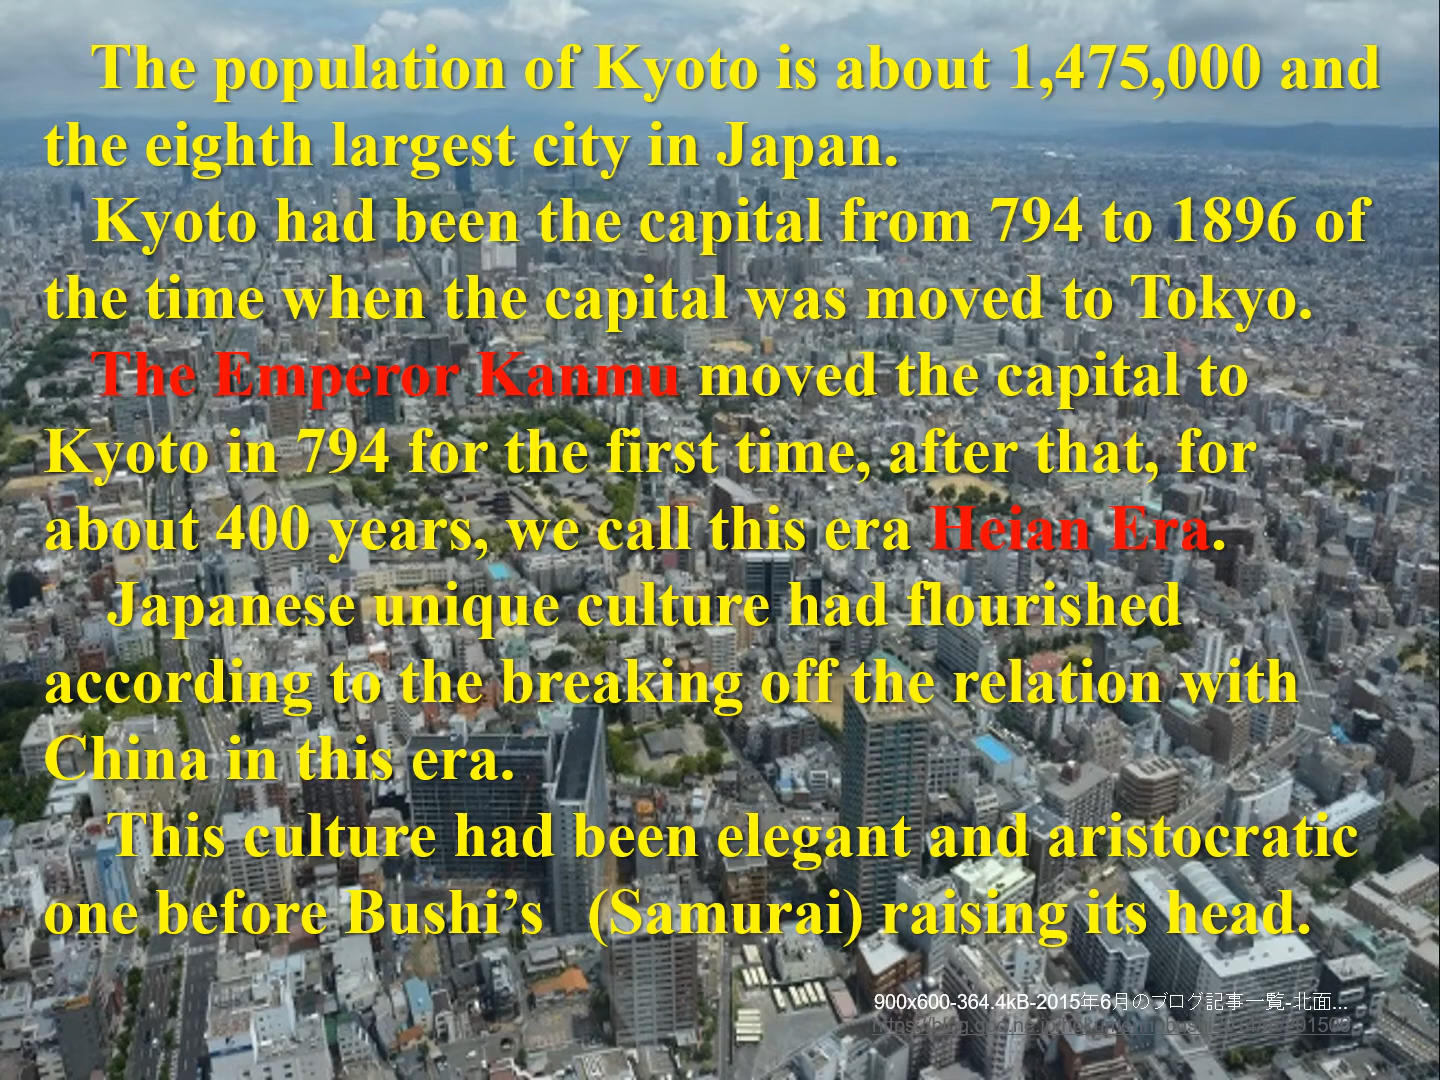 The population of Kyoto is about 1,475,000 and
the eighth largest city in Japan.
Kyoto had been the capital from 794 to 1896 of
the time when the capital was moved to Tokyo.
The Emperor Kanmu moved the capital to
Kyoto in 794 for the first time, after that, for
about 400 years, we call this era Heian Era.
Japanese unique culture had flourished
according to the breaking off the relation with
China in this era.
This culture had been elegant and aristocratic
one before Bushi’s (Samurai) raising its head.
900x600-364.4kB-2015年6月のブログ記事一覧-北面...